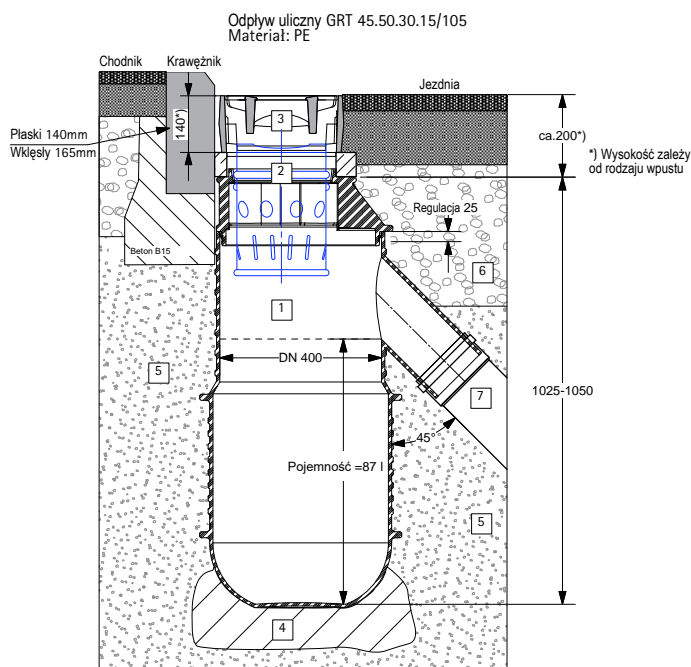 Odpływ uliczny GRT 45.50.30.15/105
Materiał: PE
Chodnik
Krawężnik
Jezdnia
3
140*)
ca.200*)
Płaski 140mm
Wklęsły 165mm
*) Wysokość zależy
od rodzaju wpustu
2
Regulacja 25
Beton B15
6
1
DN 400
5
7
1025-1050
45°
Pojemność =87 l
5
4